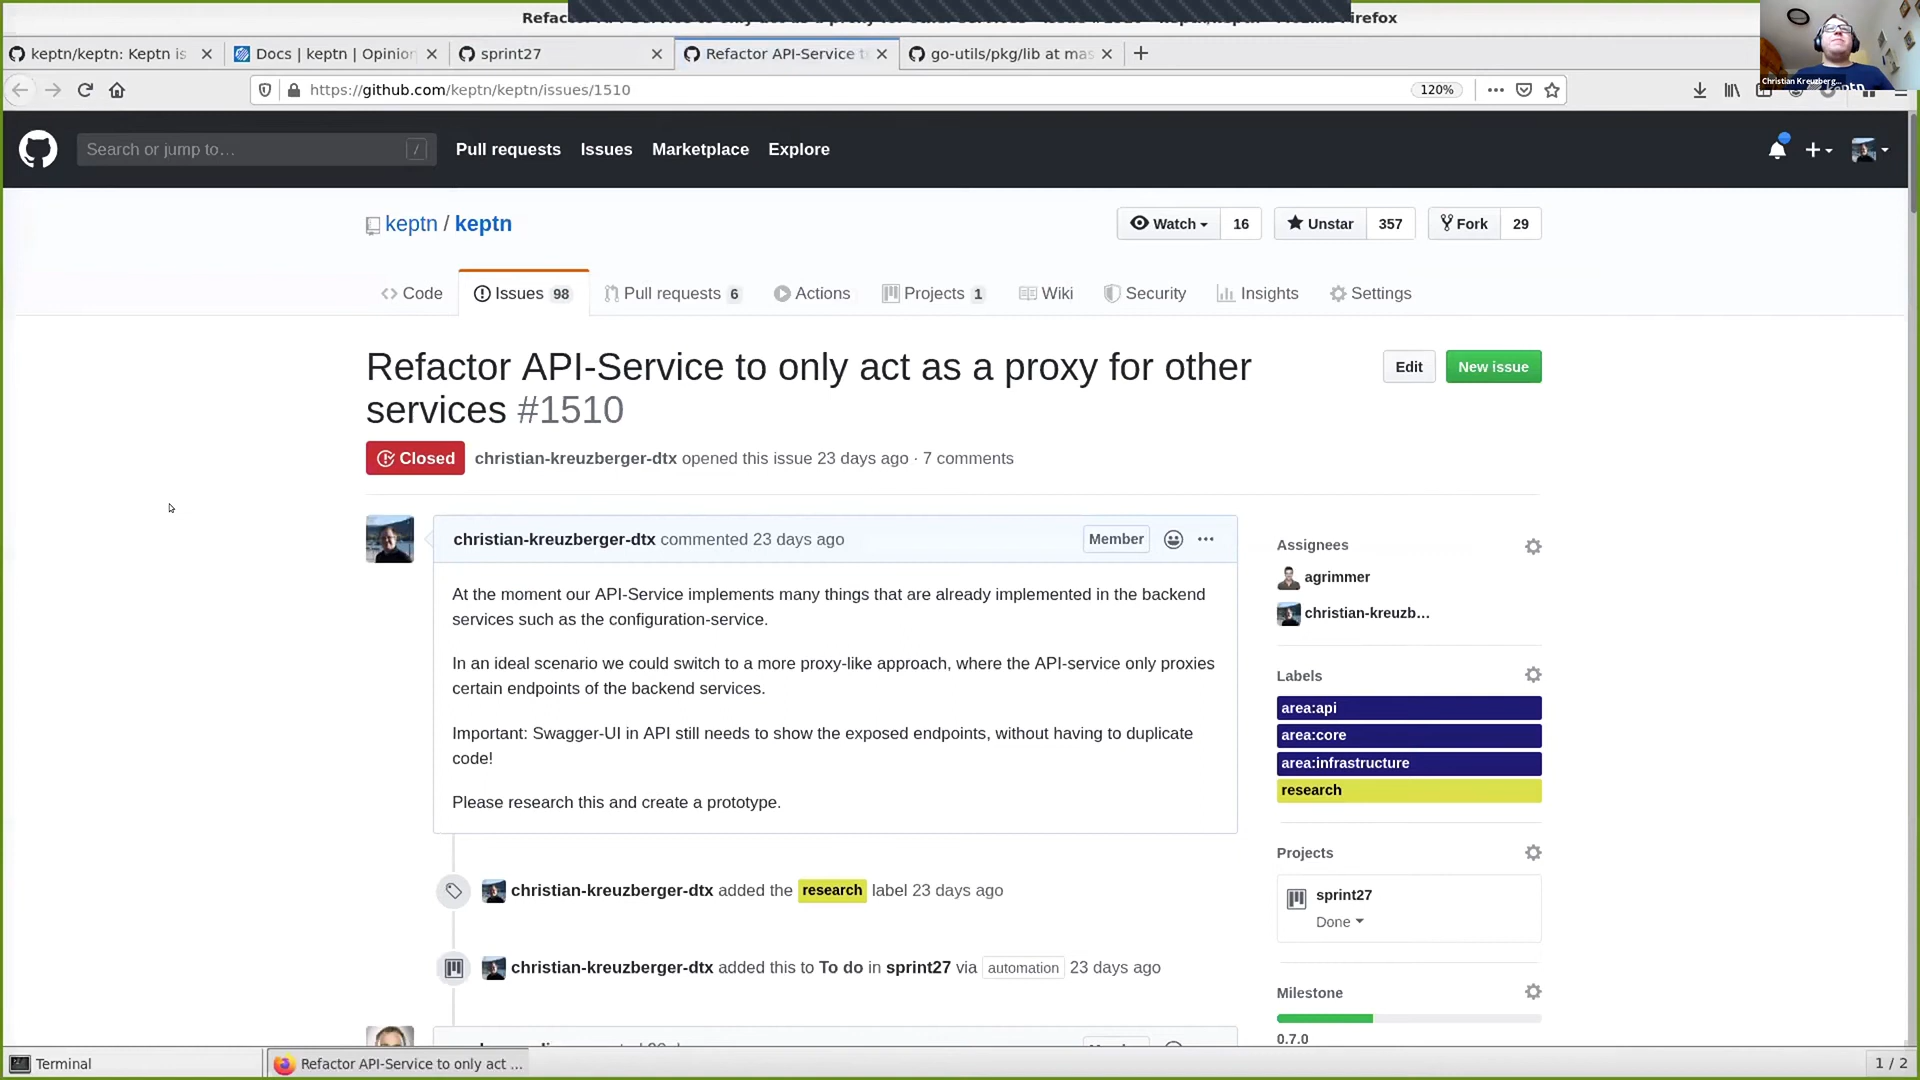 keptn/keptn: Keptn is
Docs | keptn | Opinion
sprint27
Refactor API-Service t
go-utils/pkg/lib at mas
https://github.com/keptn/keptn/issues/1510
120%
Christian Kreuzberg...
keptn
Search or jump to…
/
Pull requests
Issues
Marketplace
Explore
keptn / keptn
Watch
16
Unstar
357
Fork
29
Code
Issues 98
Pull requests 6
Actions
Projects 1
Wiki
Security
Insights
Settings
Refactor API-Service to only act as a proxy for other
services #1510
Edit
New issue
Closed
christian-kreuzberger-dtx opened this issue 23 days ago · 7 comments
christian-kreuzberger-dtx commented 23 days ago
Member
At the moment our API-Service implements many things that are already implemented in the backend
services such as the configuration-service.
In an ideal scenario we could switch to a more proxy-like approach, where the API-service only proxies
certain endpoints of the backend services.
Important: Swagger-UI in API still needs to show the exposed endpoints, without having to duplicate
code!
Please research this and create a prototype.
christian-kreuzberger-dtx added the research label 23 days ago
christian-kreuzberger-dtx added this to To do in sprint27 via automation 23 days ago
Assignees
agrimmer
christian-kreuzb…
Labels
area:api
area:core
area:infrastructure
research
Projects
sprint27
Done
Milestone
0.7.0
Terminal
Refactor API-Service to only act ...
1 / 2